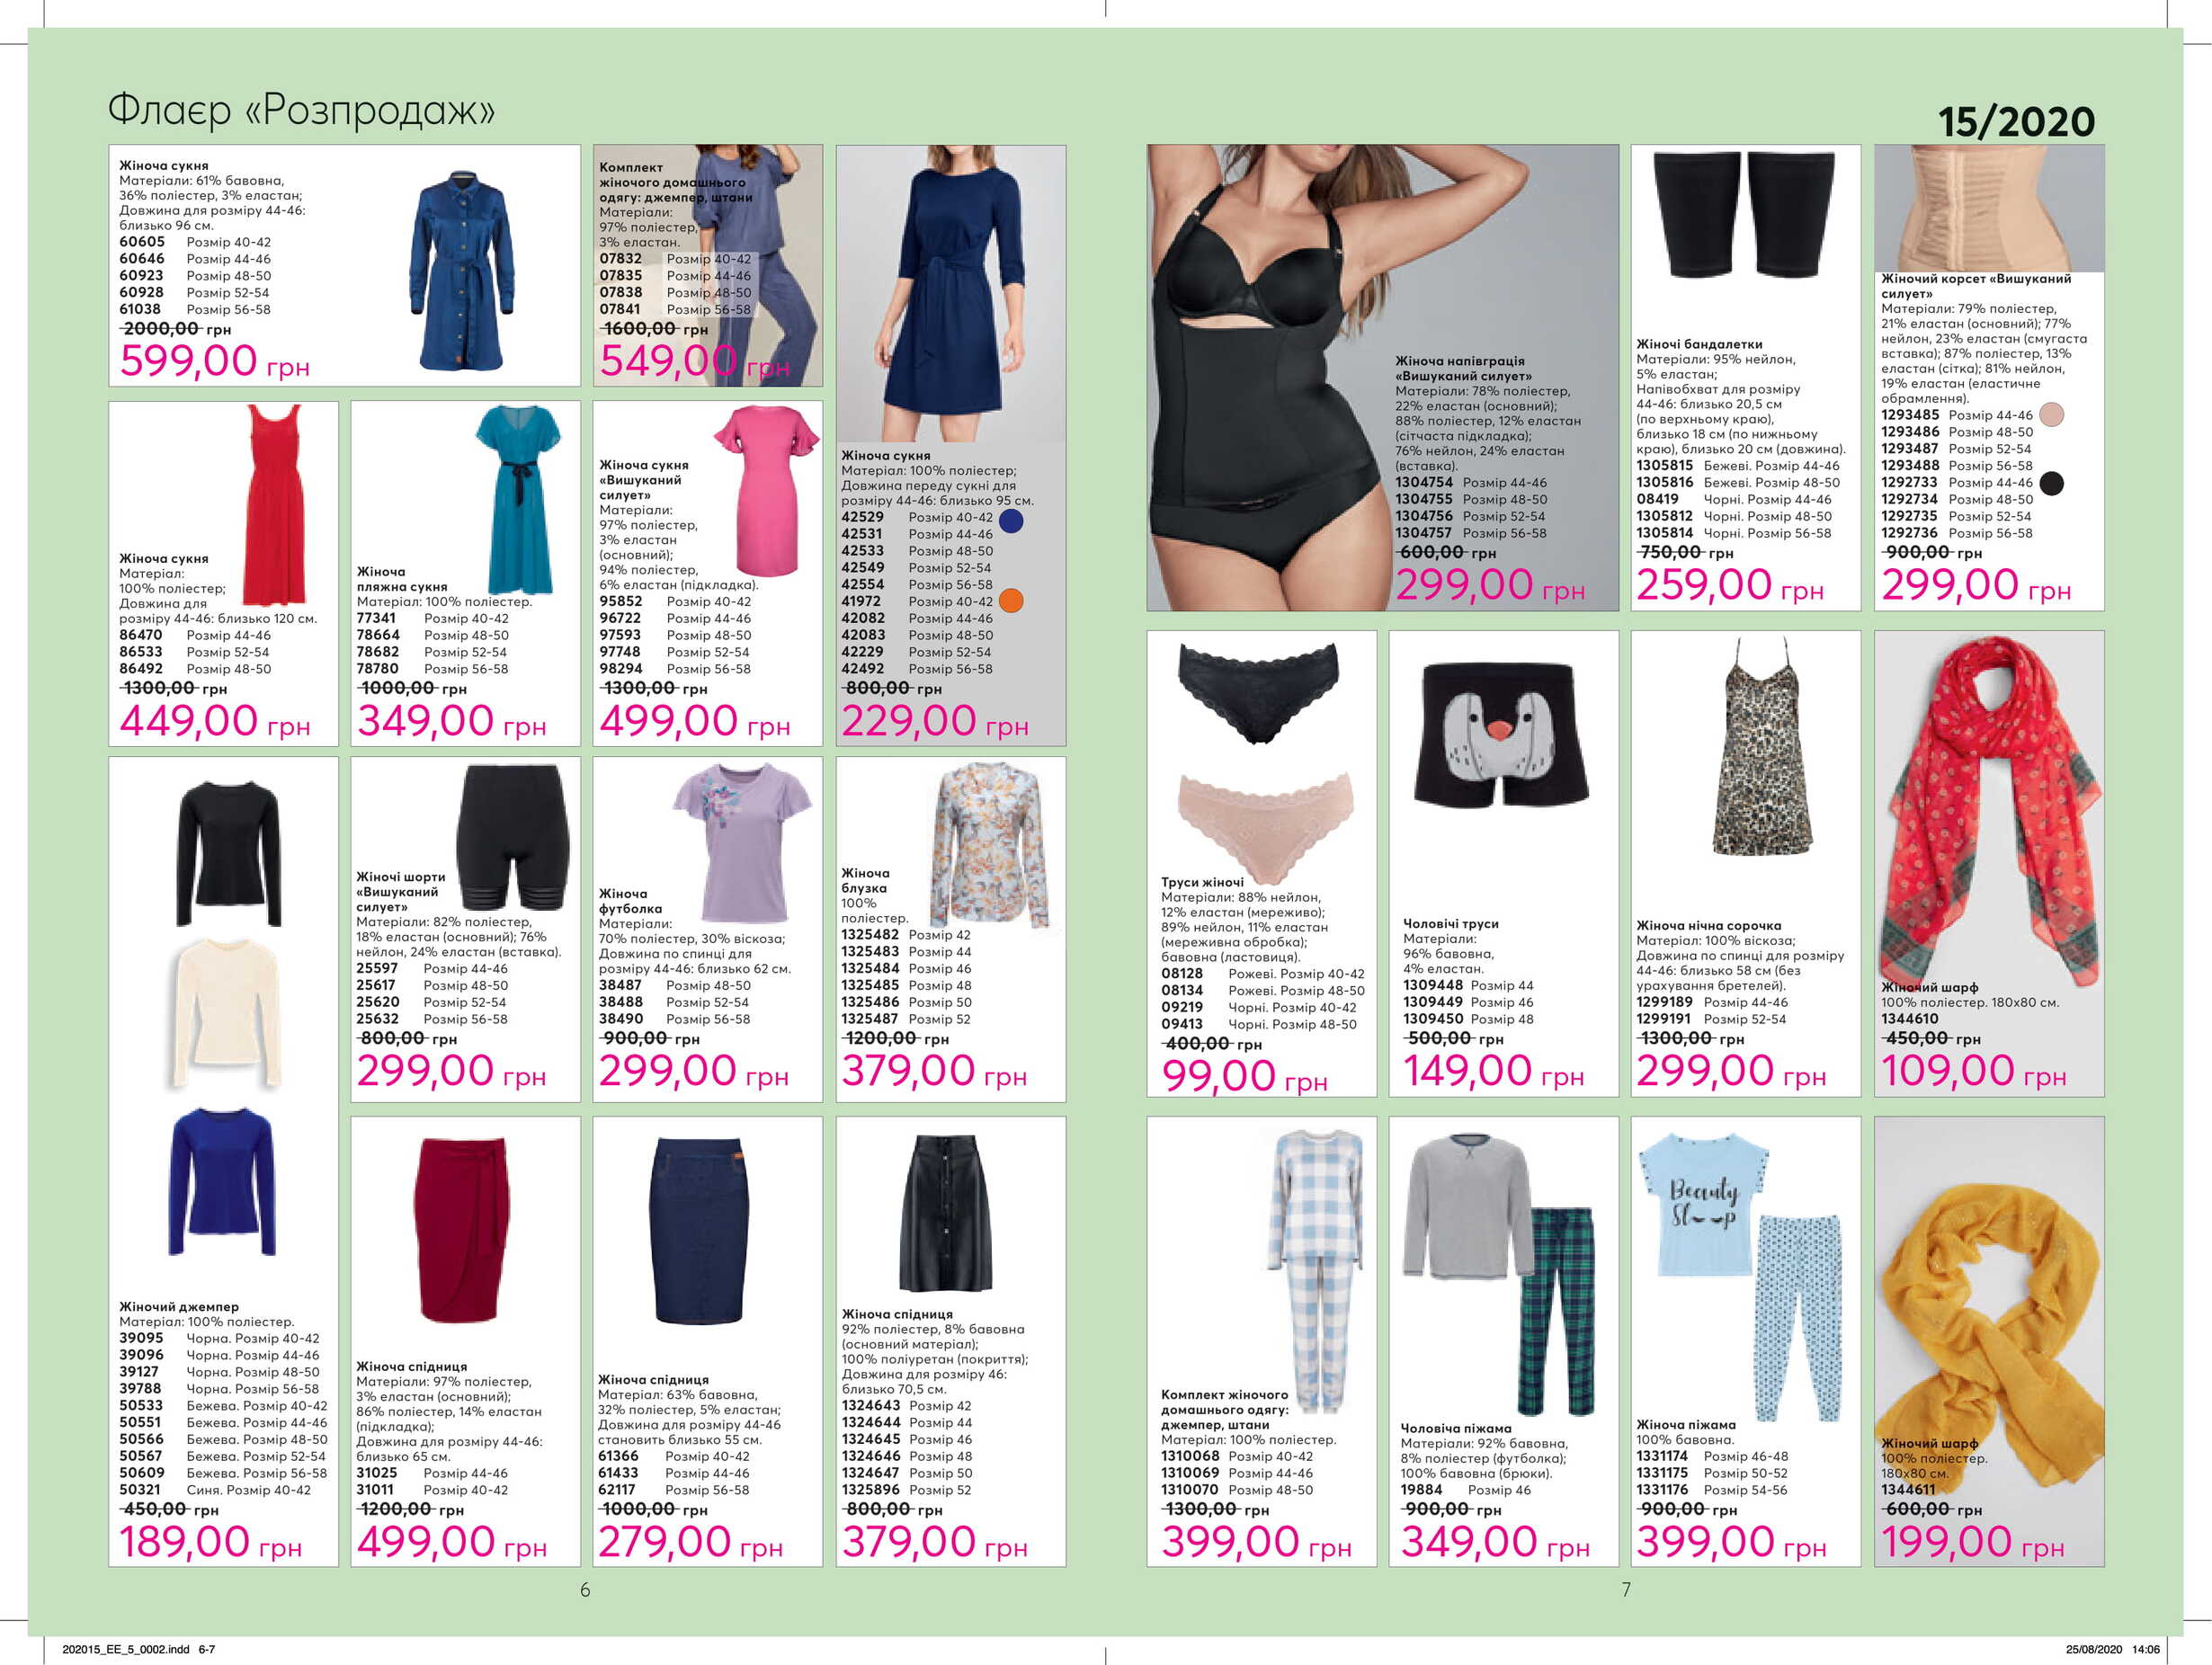 Флаєр «Розпродаж»
15/2020
Жіноча сукня
Матеріали: 61% бавовна,
36% поліестер, 3% еластан;
Довжина для розміру 44-46:
близько 96 см.
60605 Розмір 40-42
60646 Розмір 44-46
60923 Розмір 48-50
60928 Розмір 52-54
61038 Розмір 56-58
2000,00 грн
599,00 грн
Комплект
жіночого домашнього
одягу: джемпер, штани
Матеріали:
97% поліестер,
3% еластан.
07832 Розмір 40-42
07835 Розмір 44-46
07838 Розмір 48-50
07841 Розмір 56-58
1600,00 грн
549,00 грн
Жіноча сукня
Матеріал:
100% поліестер;
Довжина для
розміру 44-46: близько 120 см.
86470 Розмір 44-46
86533 Розмір 52-54
86492 Розмір 48-50
1300,00 грн
449,00 грн
Жіноча
пляжна сукня
Матеріал: 100% поліестер.
77341 Розмір 40-42
78664 Розмір 48-50
78682 Розмір 52-54
78780 Розмір 56-58
1000,00 грн
349,00 грн
Жіноча сукня
«Вишуканий
силует»
Матеріали:
97% поліестер,
3% еластан
(основний);
94% поліестер,
6% еластан (підкладка).
95852 Розмір 40-42
96722 Розмір 44-46
97593 Розмір 48-50
97748 Розмір 52-54
98294 Розмір 56-58
1300,00 грн
499,00 грн
Жіноча сукня
Матеріал: 100% поліестер;
Довжина переду сукні для
розміру 44-46: близько 95 см.
42529 Розмір 40-42
42531 Розмір 44-46
42533 Розмір 48-50
42549 Розмір 52-54
42554 Розмір 56-58
41972 Розмір 40-42
42082 Розмір 44-46
42083 Розмір 48-50
42229 Розмір 52-54
42492 Розмір 56-58
800,00 грн
229,00 грн
Жіночий джемпер
Матеріал: 100% поліестер.
39095 Чорна. Розмір 40-42
39096 Чорна. Розмір 44-46
39127 Чорна. Розмір 48-50
39788 Чорна. Розмір 56-58
50533 Бежева. Розмір 40-42
50551 Бежева. Розмір 44-46
50566 Бежева. Розмір 48-50
50567 Бежева. Розмір 52-54
50609 Бежева. Розмір 56-58
50321 Синя. Розмір 40-42
450,00 грн
189,00 грн
Жіночі шорти
«Вишуканий
силует»
Матеріали: 82% поліестер,
18% еластан (основний); 76%
нейлон, 24% еластан (вставка).
25597 Розмір 44-46
25617 Розмір 48-50
25620 Розмір 52-54
25632 Розмір 56-58
800,00 грн
299,00 грн
Жіноча
футболка
Матеріали:
70% поліестер, 30% віскоза;
Довжина по спинці для
розміру 44-46: близько 62 см.
38487 Розмір 48-50
38488 Розмір 52-54
38490 Розмір 56-58
900,00 грн
299,00 грн
Жіноча
блузка
100%
поліестер.
1325482 Розмір 42
1325483 Розмір 44
1325484 Розмір 46
1325485 Розмір 48
1325486 Розмір 50
1325487 Розмір 52
1200,00 грн
379,00 грн
Жіноча спідниця
Матеріали: 97% поліестер,
3% еластан (основний);
86% поліестер, 14% еластан
(підкладка);
Довжина для розміру 44-46:
близько 65 см.
31025 Розмір 44-46
31011 Розмір 40-42
1200,00 грн
499,00 грн
Жіноча спідниця
Матеріал: 63% бавовна,
32% поліестер, 5% еластан;
Довжина для розміру 44-46
становить близько 55 см.
61366 Розмір 40-42
61433 Розмір 44-46
62117 Розмір 56-58
1000,00 грн
279,00 грн
Жіноча спідниця
92% поліестер, 8% бавовна
(основний матеріал);
100% поліуретан (покриття);
Довжина для розміру 46:
близько 70,5 см.
1324643 Розмір 42
1324644 Розмір 44
1324645 Розмір 46
1324646 Розмір 48
1324647 Розмір 50
1325896 Розмір 52
800,00 грн
379,00 грн
6
Жіноча напівграція
«Вишуканий силует»
Матеріали: 78% поліестер,
22% еластан (основний);
88% поліестер, 12% еластан
(сітчаста підкладка);
76% нейлон, 24% еластан
(вставка).
1304754 Розмір 44-46
1304755 Розмір 48-50
1304756 Розмір 52-54
1304757 Розмір 56-58
600,00 грн
299,00 грн
Жіночі бандалетки
Матеріали: 95% нейлон,
5% еластан;
Напівобхват для розміру
44-46: близько 20,5 см
(по верхньому краю),
близько 18 см (по нижньому
краю), близько 20 см (довжина).
1305815 Бежеві. Розмір 44-46
1305816 Бежеві. Розмір 48-50
08419 Чорні. Розмір 44-46
1305812 Чорні. Розмір 48-50
1305814 Чорні. Розмір 56-58
750,00 грн
259,00 грн
Жіночий корсет «Вишуканий
силует»
Матеріали: 79% поліестер,
21% еластан (основний); 77%
нейлон, 23% еластан (смугаста
вставка); 87% поліестер, 13%
еластан (сітка); 81% нейлон,
19% еластан (еластичне
обрамлення).
1293485 Розмір 44-46
1293486 Розмір 48-50
1293487 Розмір 52-54
1293488 Розмір 56-58
1292733 Розмір 44-46
1292734 Розмір 48-50
1292735 Розмір 52-54
1292736 Розмір 56-58
900,00 грн
299,00 грн
Труси жіночі
Матеріали: 88% нейлон,
12% еластан (мереживо);
89% нейлон, 11% еластан
(мереживна обробка);
бавовна (ластовиця).
08128 Рожеві. Розмір 40-42
08134 Рожеві. Розмір 48-50
09219 Чорні. Розмір 40-42
09413 Чорні. Розмір 48-50
400,00 грн
99,00 грн
Чоловічі труси
Матеріали:
96% бавовна,
4% еластан.
1309448 Розмір 44
1309449 Розмір 46
1309450 Розмір 48
500,00 грн
149,00 грн
Жіноча нічна сорочка
Матеріал: 100% віскоза;
Довжина по спинці для розміру
44-46: близько 58 см (без
урахування бретелей).
1299189 Розмір 44-46
1299191 Розмір 52-54
1300,00 грн
299,00 грн
Жіночий шарф
100% поліестер. 180х80 см.
1344610
450,00 грн
109,00 грн
Комплект жіночого
домашнього одягу:
джемпер, штани
Матеріал: 100% поліестер.
1310068 Розмір 40-42
1310069 Розмір 44-46
1310070 Розмір 48-50
1300,00 грн
399,00 грн
Чоловіча піжама
Матеріали: 92% бавовна,
8% поліестер (футболка);
100% бавовна (брюки).
19884 Розмір 46
900,00 грн
349,00 грн
Beauty
Sleep
Жіноча піжама
100% бавовна.
1331174 Розмір 46-48
1331175 Розмір 50-52
1331176 Розмір 54-56
900,00 грн
399,00 грн
Жіночий шарф
100% поліестер.
180х80 см.
1344611
600,00 грн
199,00 грн
7
202015_EE_5_0002.indd 6-7
25/08/2020 14:06